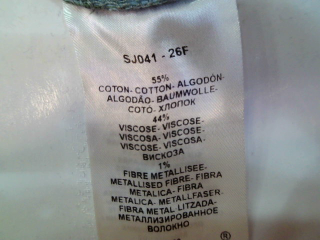 SJ041 - 26F
55%
COTON- COTTON- ALGODÓN-
ALGODÃO- BAUMWOLLE-
COTO- ХЛОПОК
44%
VISCOSE- VISCOSE-
VISCOSA- VISCOSE-
VISCOSE- VISCOSA-
ВИСКОЗА
1%
FIBRE METALLISEE-
METALLISED FIBRE- FIBRA
METALICA- FIBRA
METALICA- METALLFASER-
FIBRA METAL·LITZADA-
МЕТАЛЛИЗИРОВАННОЕ
ВОЛОКНО
®